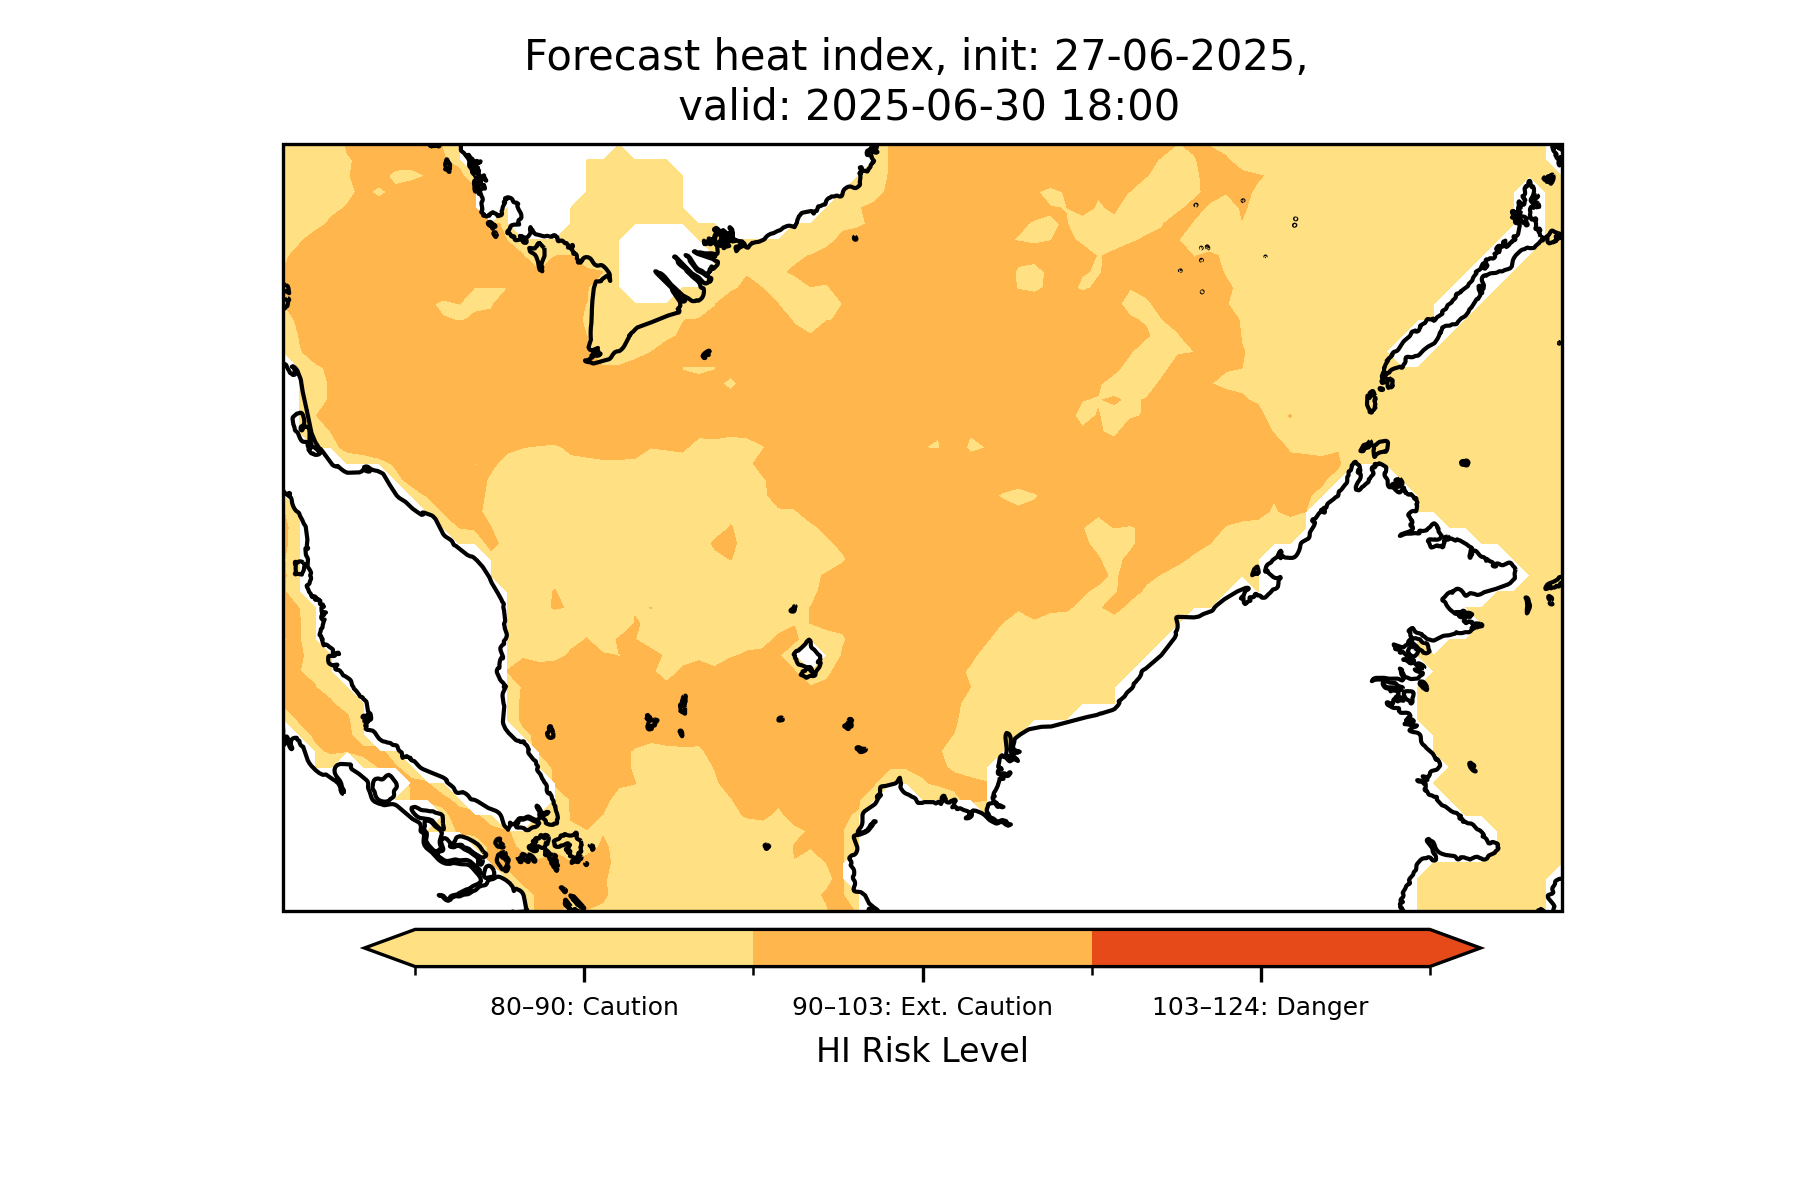 Forecast heat index, init: 27-06-2025,
valid: 2025-06-30 18:00
80–90: Caution
90–103: Ext. Caution
103–124: Danger
HI Risk Level